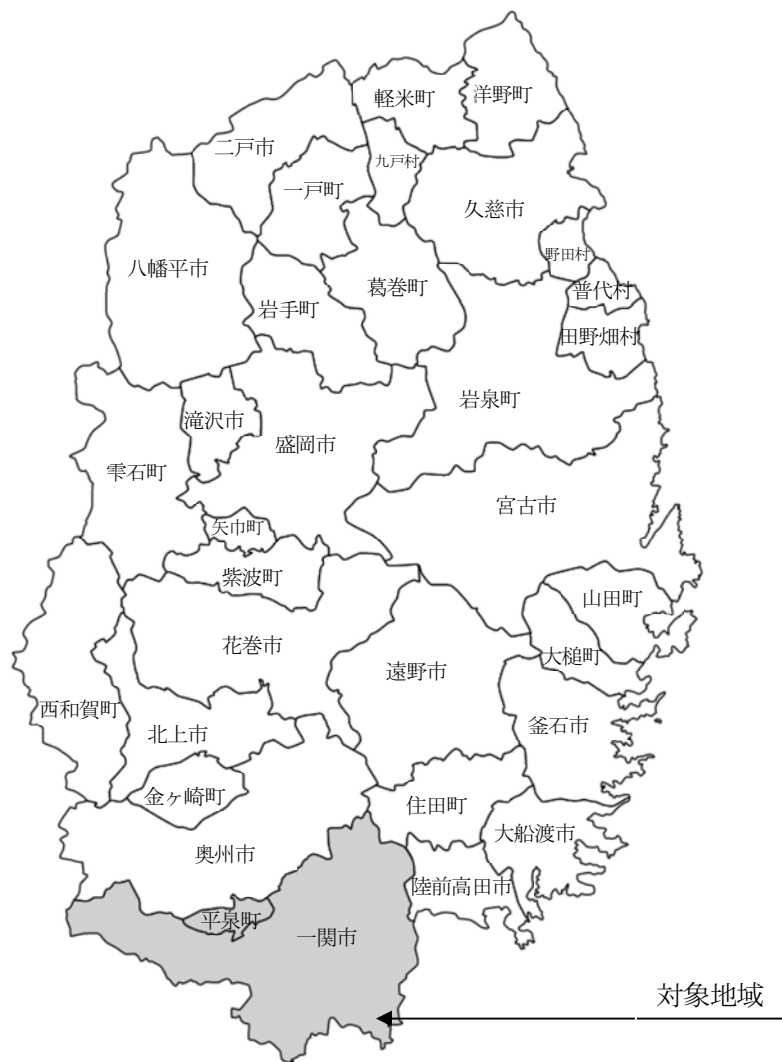 軽米町
洋野町
二戸市
九戸村
一戸町
久慈市
野田村
八幡平市
葛巻町
普代村
岩手町
田野畑村
岩泉町
滝沢市
盛岡市
雫石町
宮古市
矢巾町
紫波町
山田町
花巻市
大槌町
遠野市
西和賀町
釜石市
北上市
金ヶ崎町
住田町
大船渡市
奥州市
陸前高田市
平泉町
一関市
対象地域